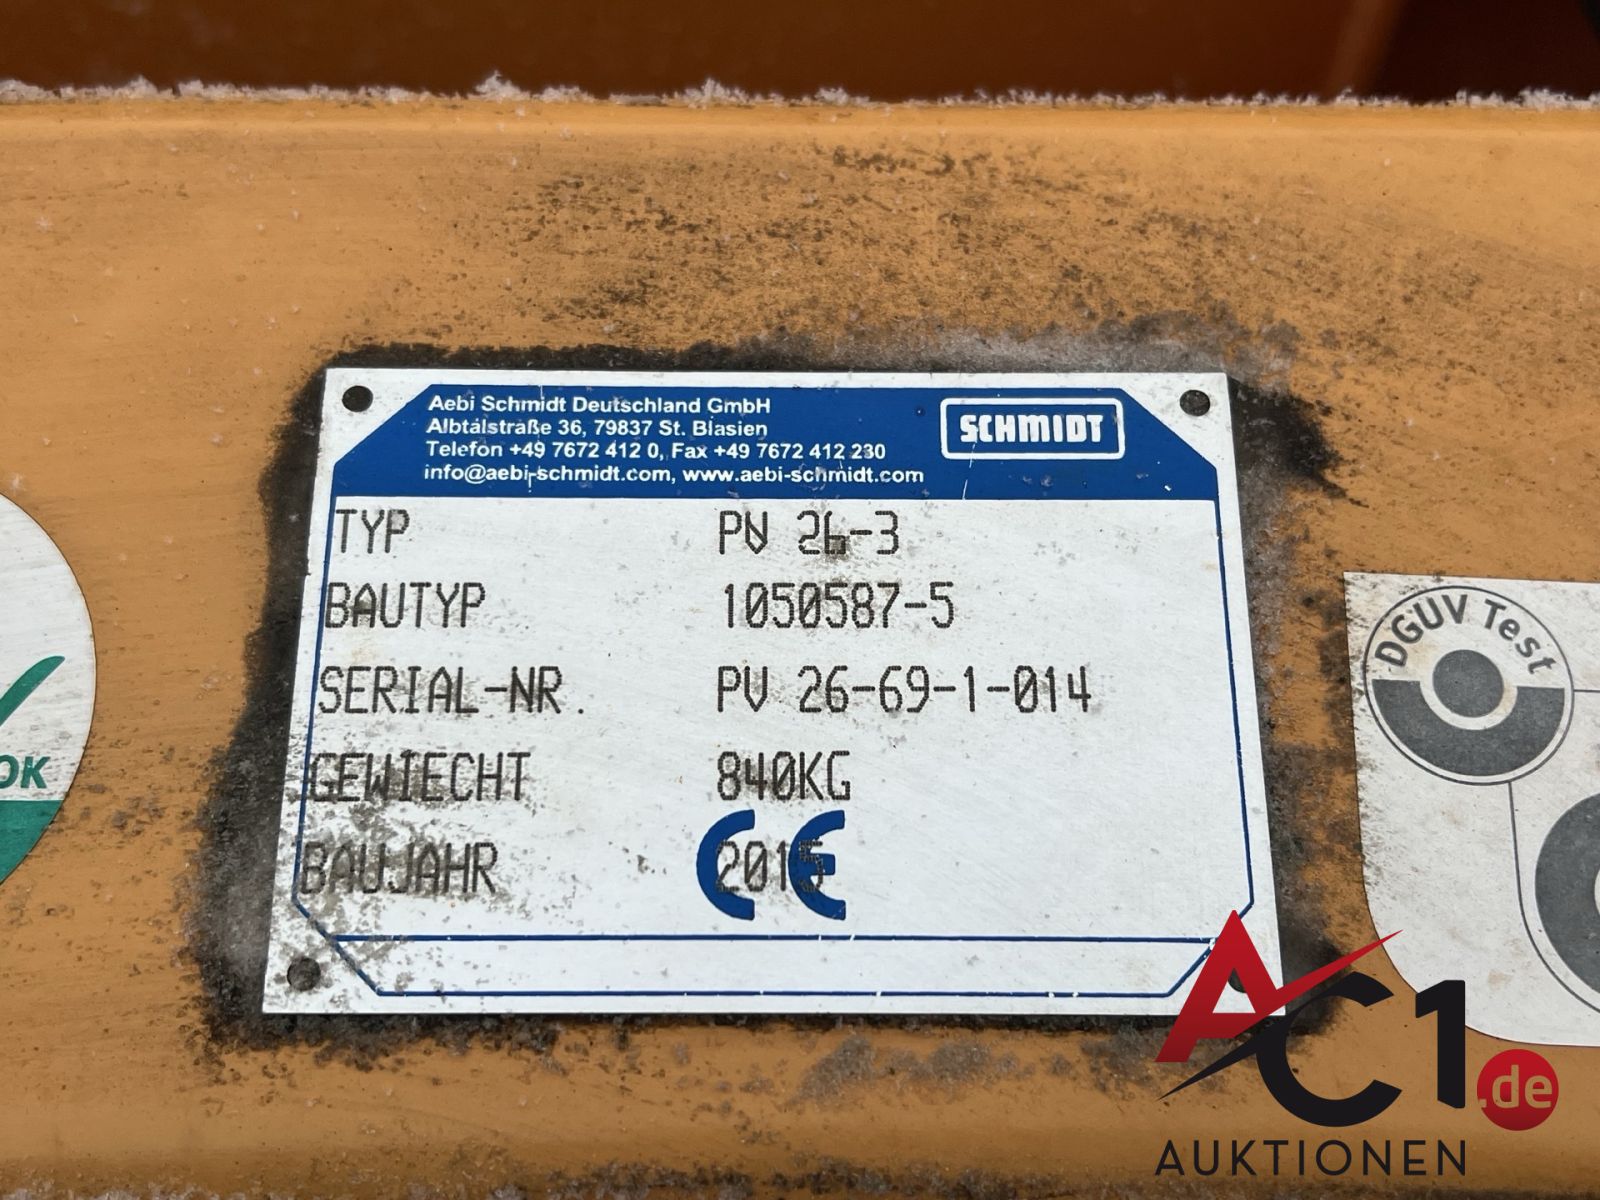 Aebi Schmidt Deutschland GmbH
Albtalstraße 36, 79837 St. Blasien
Telefon +49 7672 412 0, Fax +49 7672 412 230
info@aebi-schmidt.com, www.aebi-schmidt.com
SCHMIDT
TYP 26-3
BAUTYP 1050587-5
SERIAL-NR. PV 26-69-1-014
GEWIECHT 840KG
BAUJAHR 2015
CE
OK
DGUV Test
AC1.de
AUKTIONEN